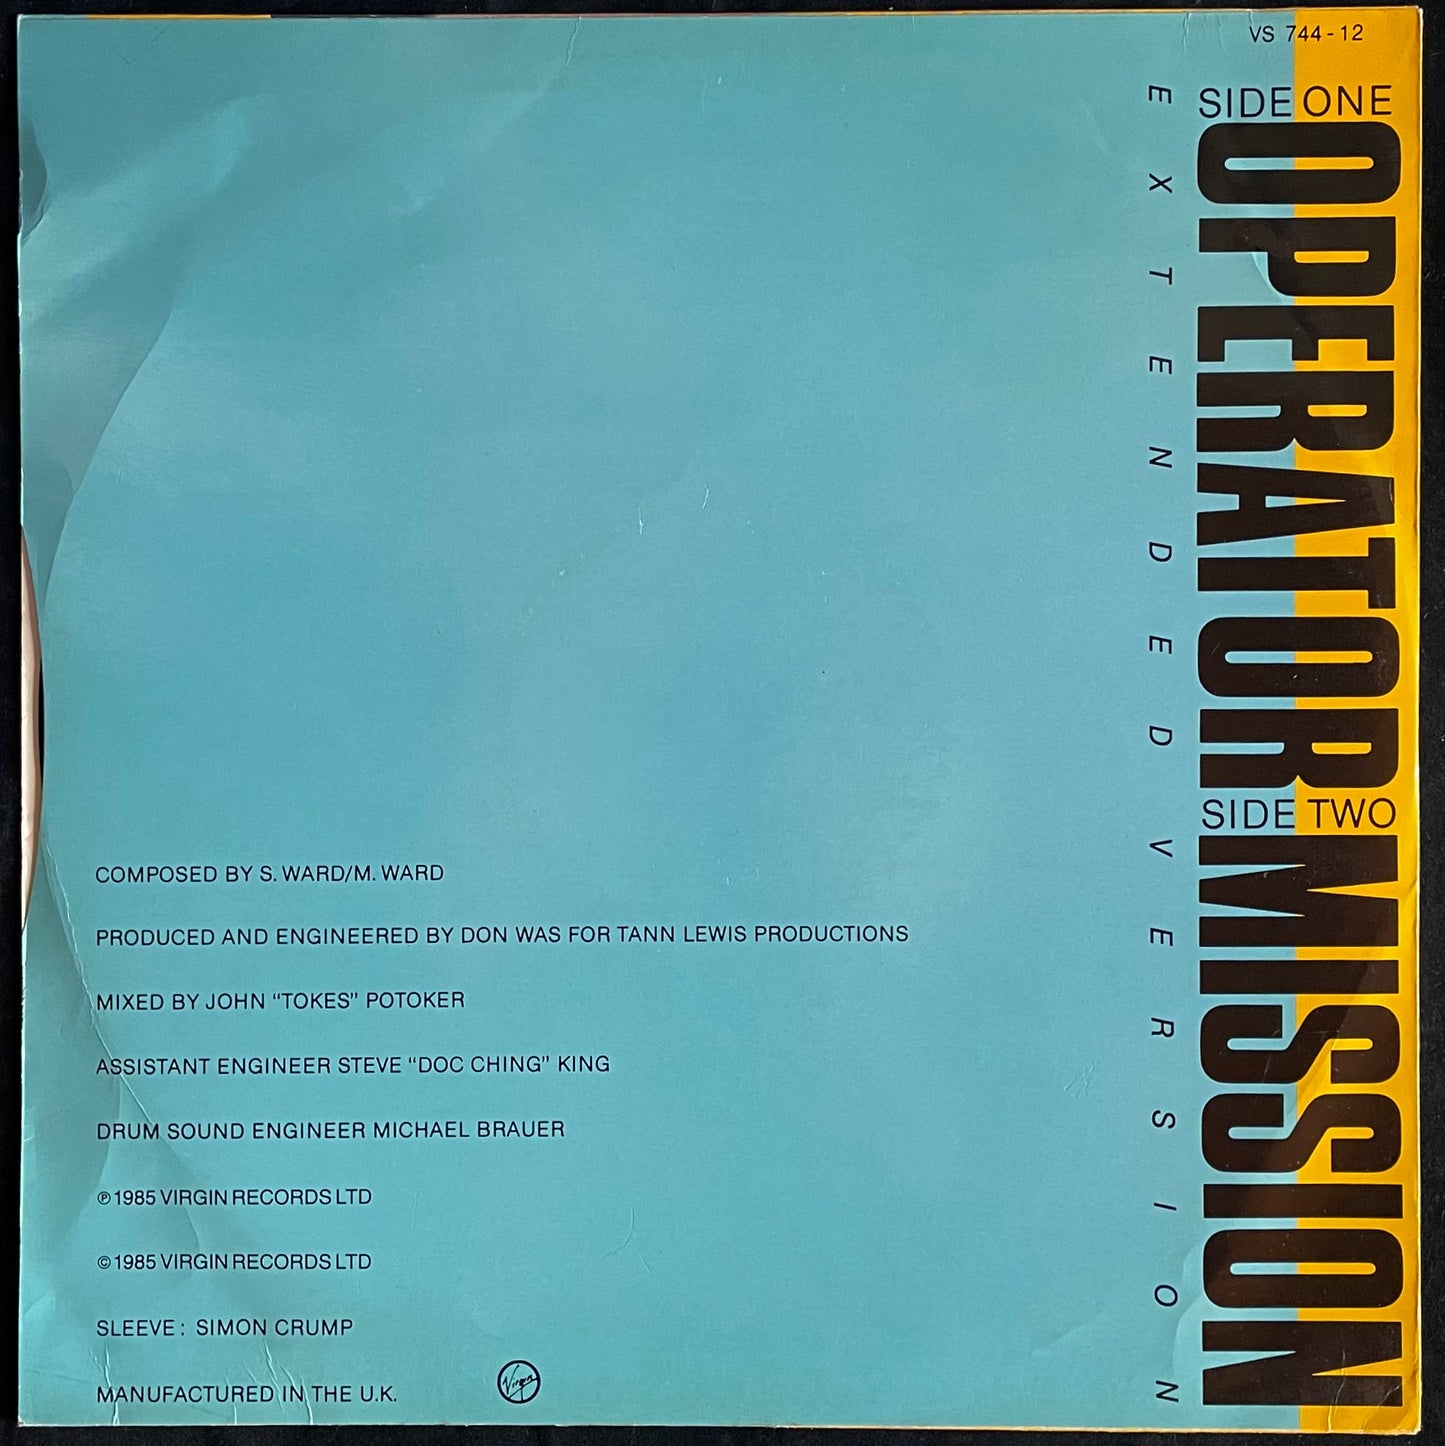 VS 744-12
SIDE ONE
OPERATOR
EXTENDED VERSION
SIDE TWO
MISSION
COMPOSED BY S. WARD/M. WARD
PRODUCED AND ENGINEERED BY DON WAS FOR TANN LEWIS PRODUCTIONS
MIXED BY JOHN “TOKES” POTOKER
ASSISTANT ENGINEER STEVE “DOC CHING” KING
DRUM SOUND ENGINEER MICHAEL BRAUER
℗ 1985 VIRGIN RECORDS LTD
© 1985 VIRGIN RECORDS LTD
SLEEVE: SIMON CRUMP
MANUFACTURED IN THE U.K.
Virgin